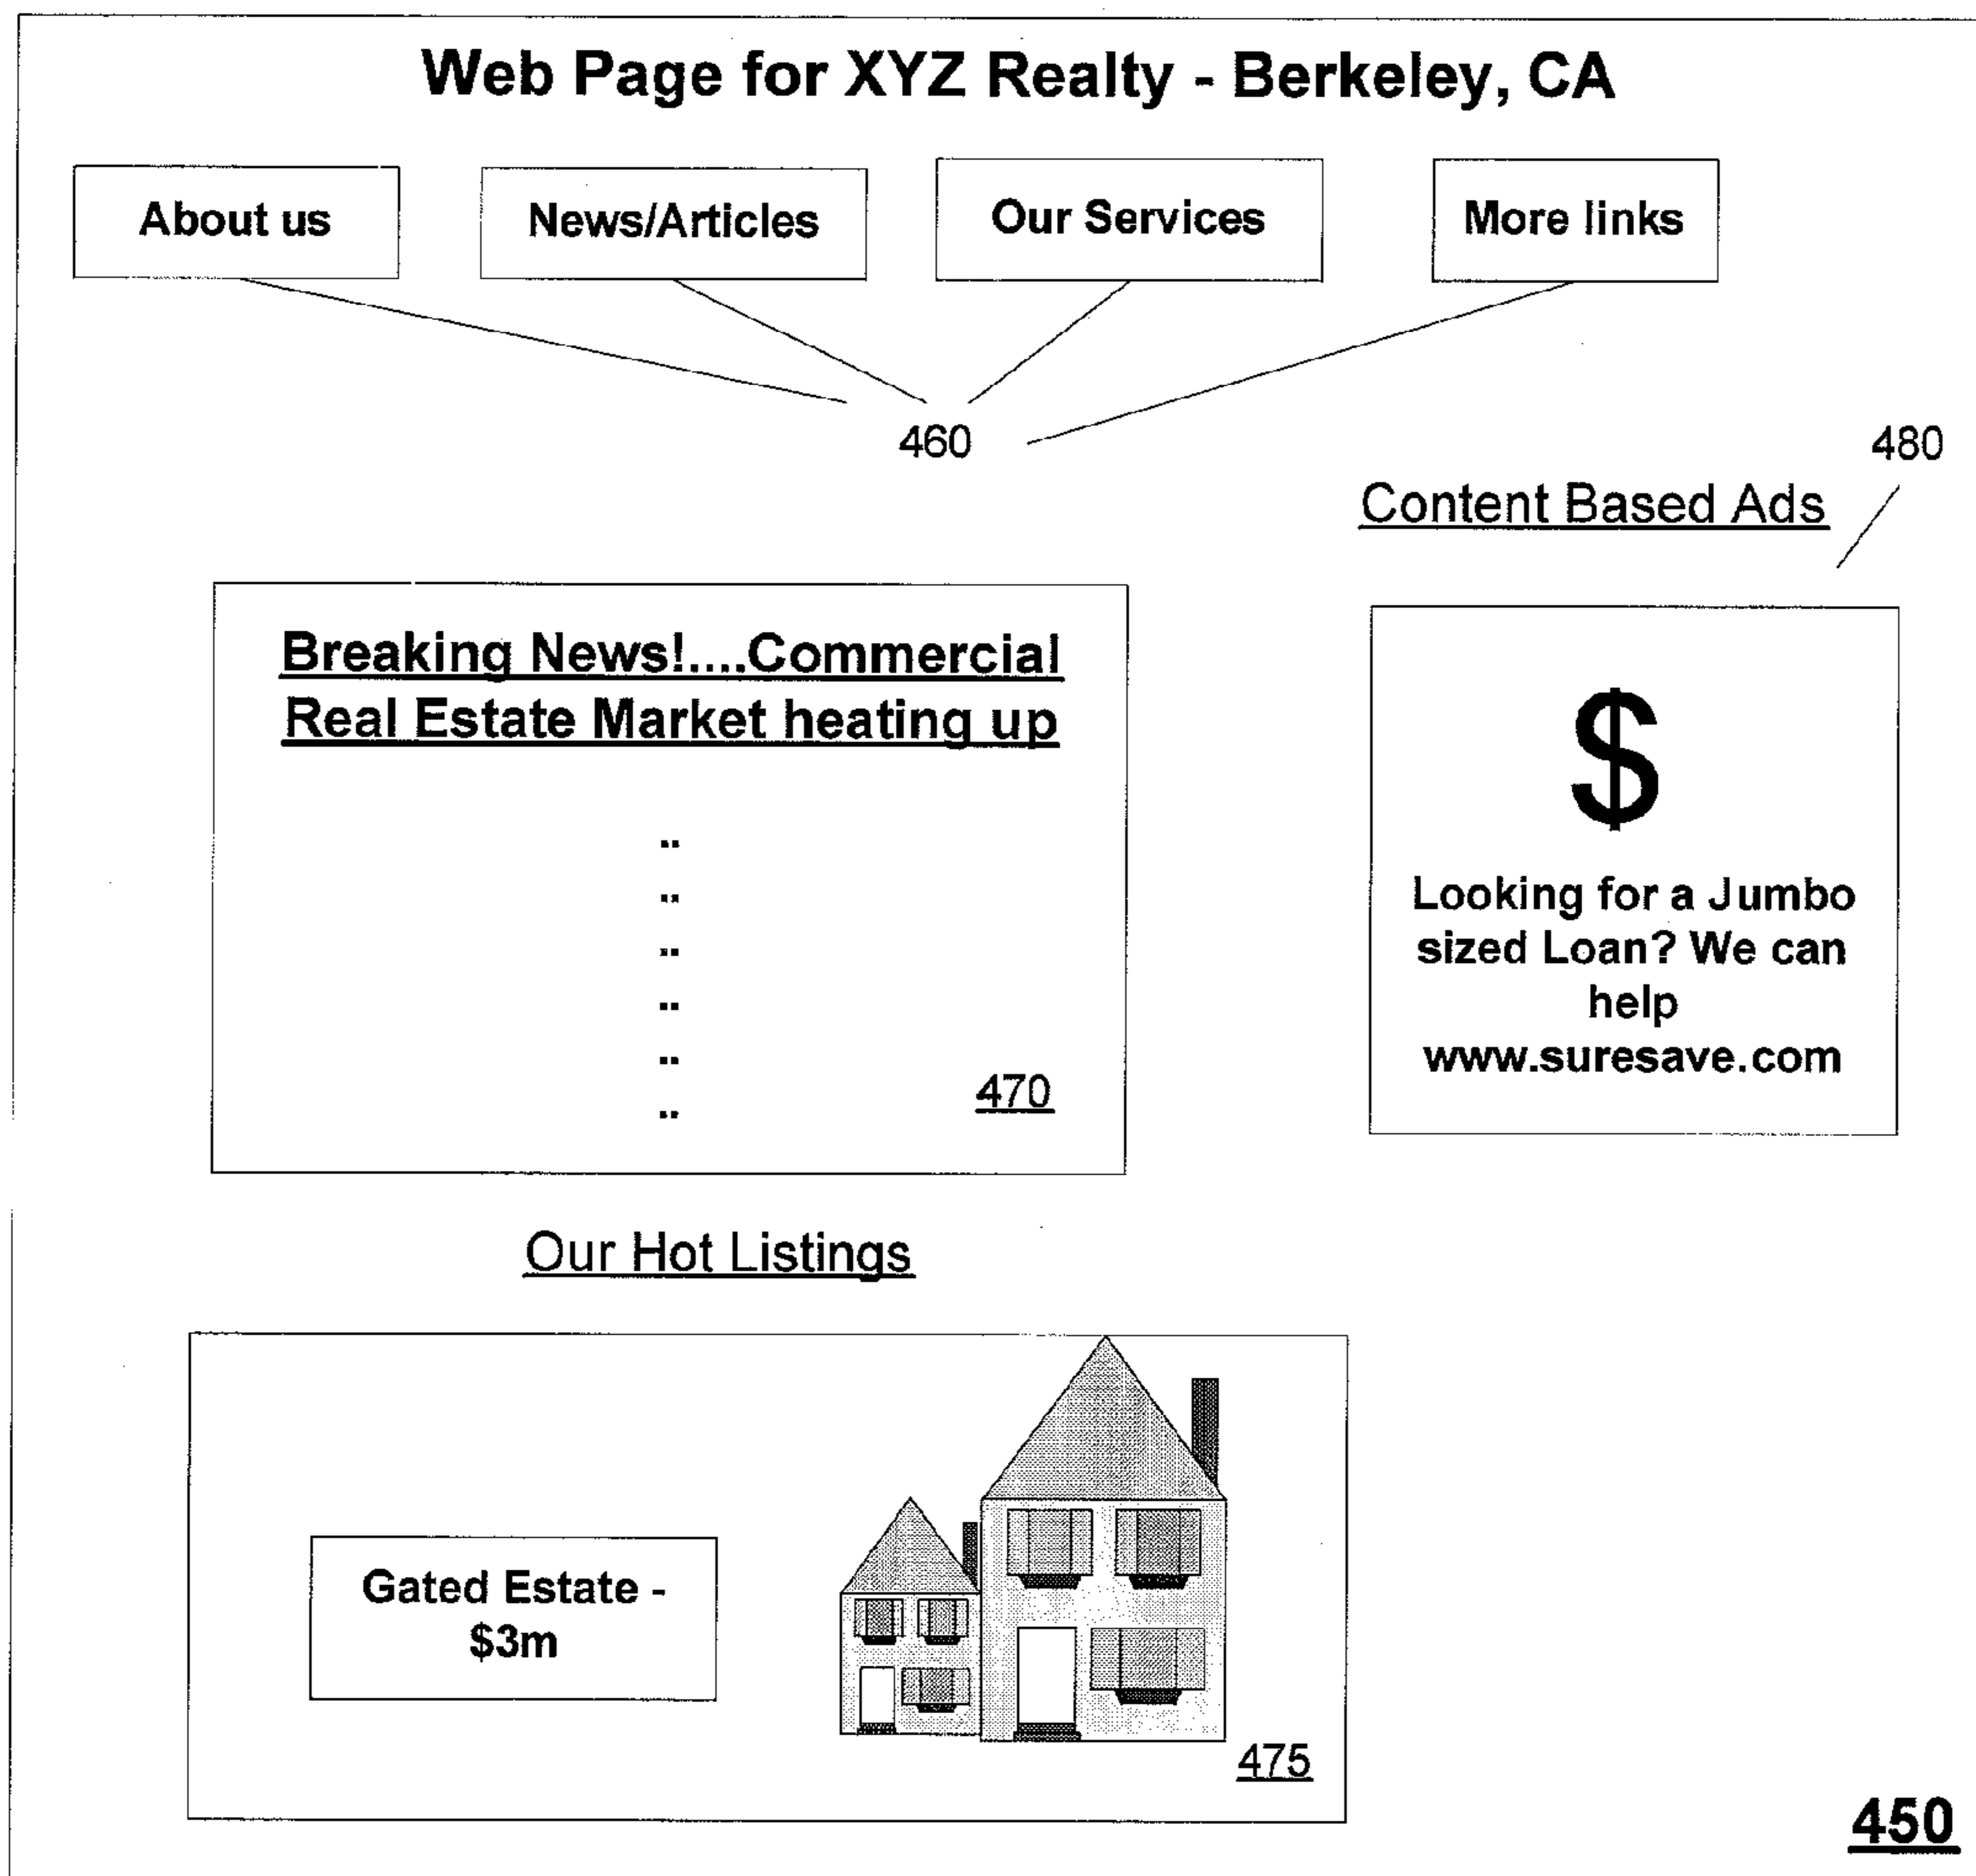 Web Page for XYZ Realty - Berkeley, CA
About us
News/Articles
Our Services
More links
460
480
Content Based Ads
Breaking News!....Commercial
Real Estate Market heating up
..
..
..
..
..
..
470
$
Looking for a Jumbo
sized Loan? We can
help
www.suresave.com
Our Hot Listings
Gated Estate -
$3m
475
450